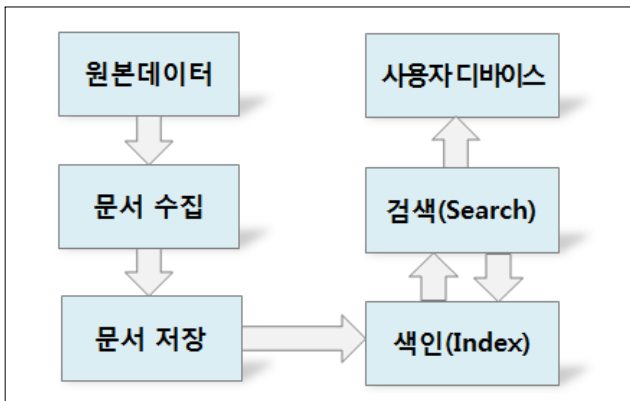 원본데이터
문서 수집
문서 저장
사용자 디바이스
검색(Search)
색인(Index)